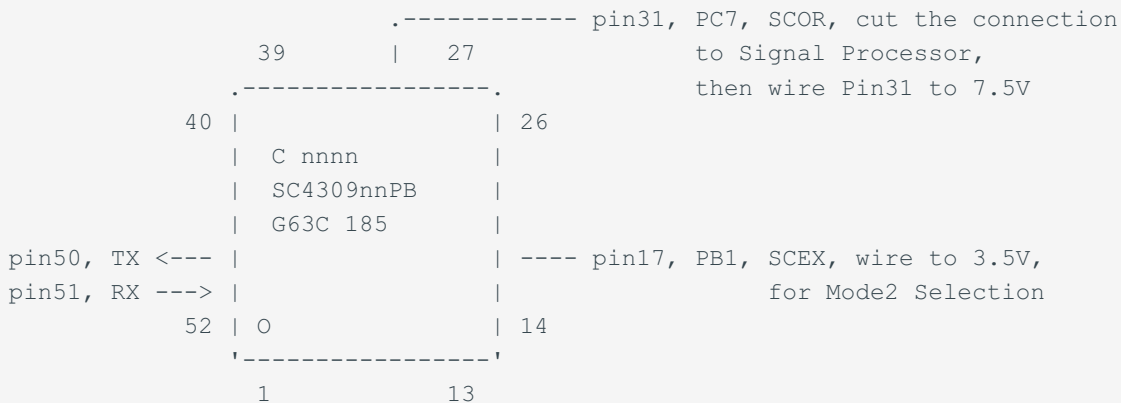 .------------ pin31, PC7, SCOR, cut the connection
39 | 27 to Signal Processor,
.-----------------. then wire Pin31 to 7.5V
40 | | 26
| C nnnn |
| SC4309nnPB |
| G63C 185 |
pin50, TX <--- | | ---- pin17, PB1, SCEX, wire to 3.5V,
pin51, RX ---> | | for Mode2 Selection
52 | O | 14
'-----------------'
1 13